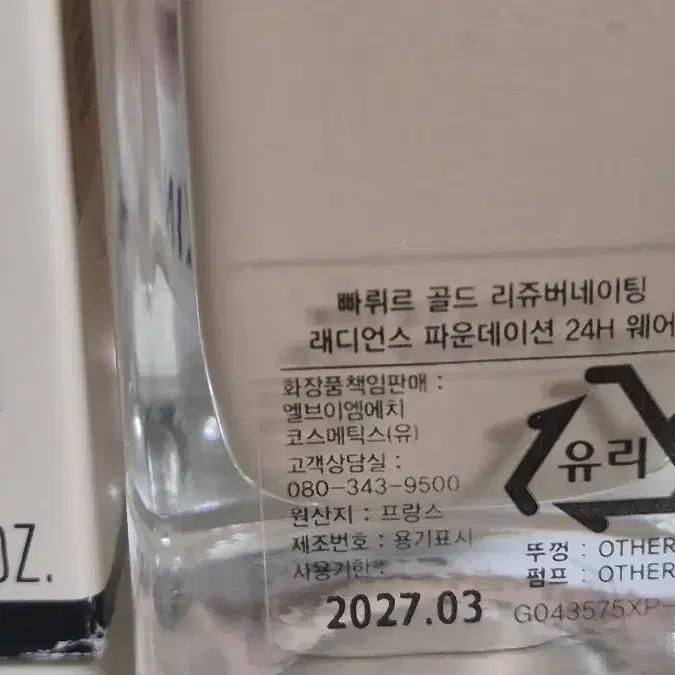 빠뤼르 골드 리쥬버네이팅
래디언스 파운데이션 24H 웨어
화장품책임판매 :
엘브이엠에치
코스메틱스(유)
고객상담실 :
080-343-9500
원산지 : 프랑스
제조번호 : 용기표시
사용기한 :
2027.03
유리
뚜껑 : OTHER
펌프 : OTHER
G043575XP-
OZ.